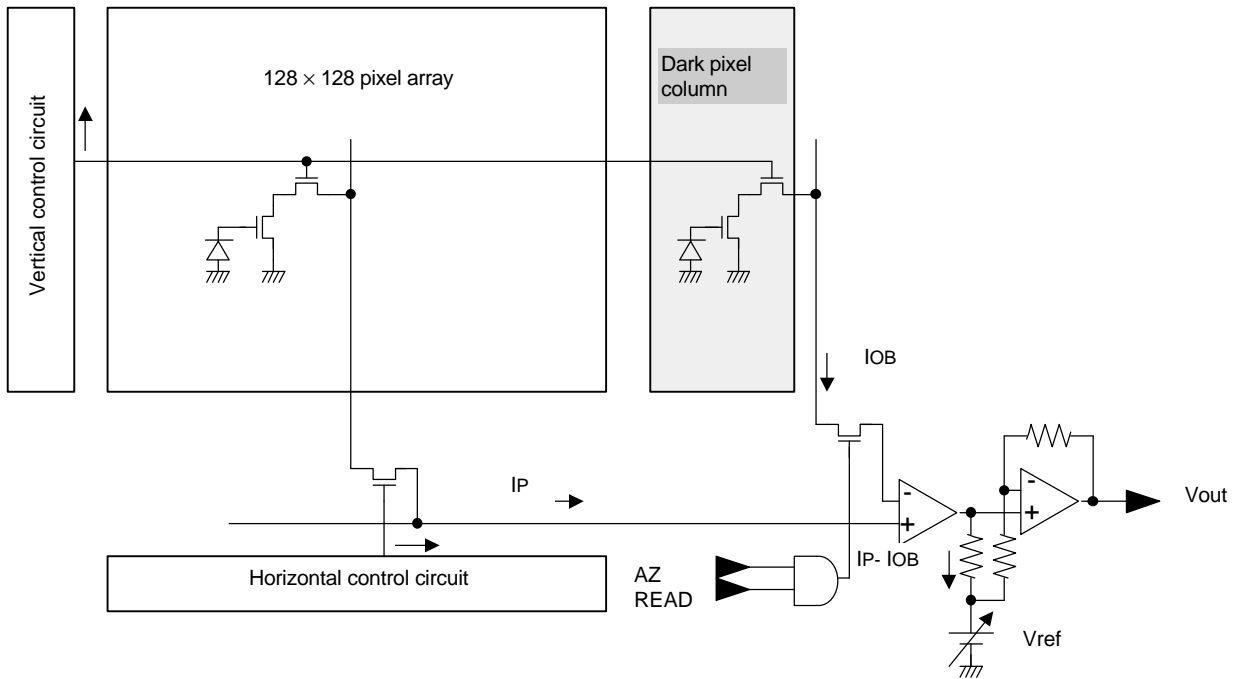 Vertical control circuit
128 × 128 pixel array
Dark pixel
column
IOB
IP
-
+
-
+
Vout
IP- IOB
Horizontal control circuit
AZ
READ
Vref